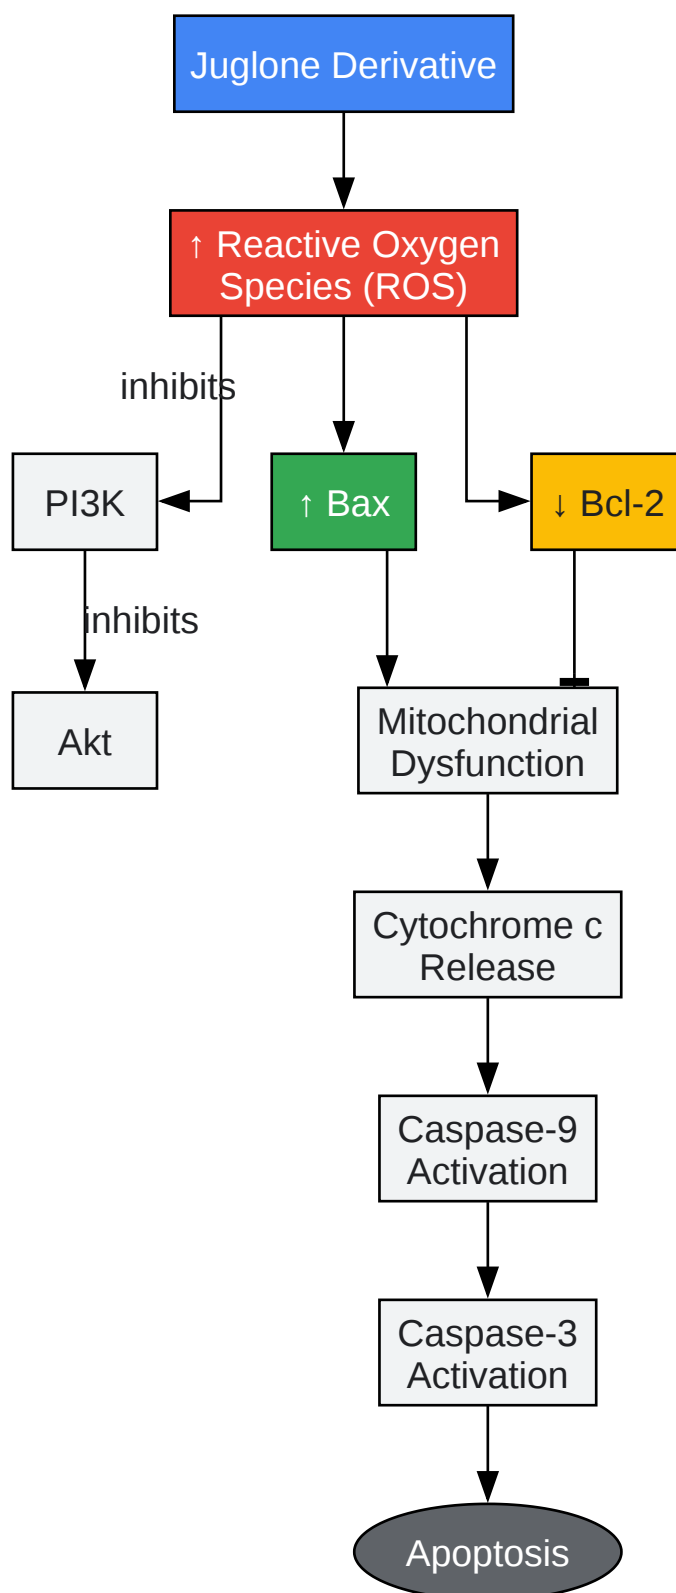 Juglone Derivative
↑ Reactive Oxygen
Species (ROS)
inhibits
PI3K
↑ Bax
↓ Bcl-2
inhibits
Akt
Mitochondrial
Dysfunction
Cytochrome c
Release
Caspase-9
Activation
Caspase-3
Activation
Apoptosis